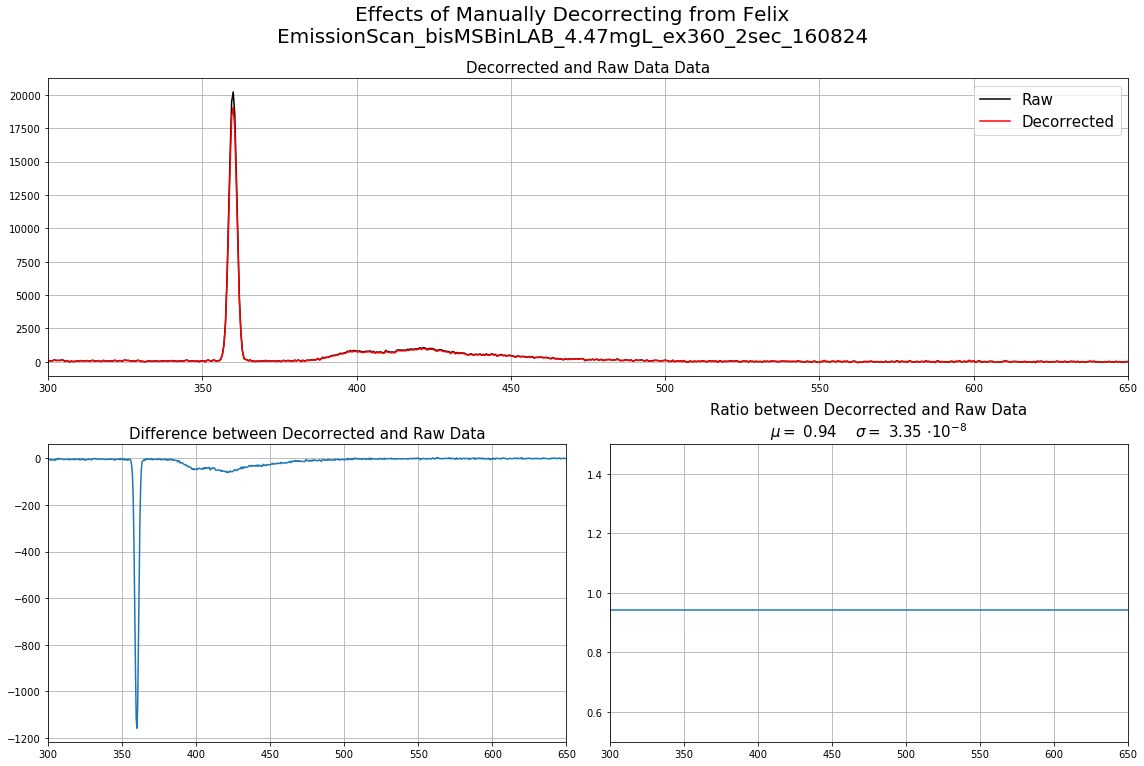 Effects of Manually Decorrecting from Felix
EmissionScan_bisMSBinLAB_4.47mgL_ex360_2sec_160824
Decorrected and Raw Data Data
Raw
Decorrected
20000
17500
15000
12500
10000
7500
5000
2500
0
300 350 400 450 500 550 600 650
Difference between Decorrected and Raw Data
0
−200
−400
−600
−800
−1000
−1200
300 350 400 450 500 550 600 650
Ratio between Decorrected and Raw Data
μ = 0.94 σ = 3.35 ·10⁻⁸
1.4
1.2
1.0
0.8
0.6
300 350 400 450 500 550 600 650